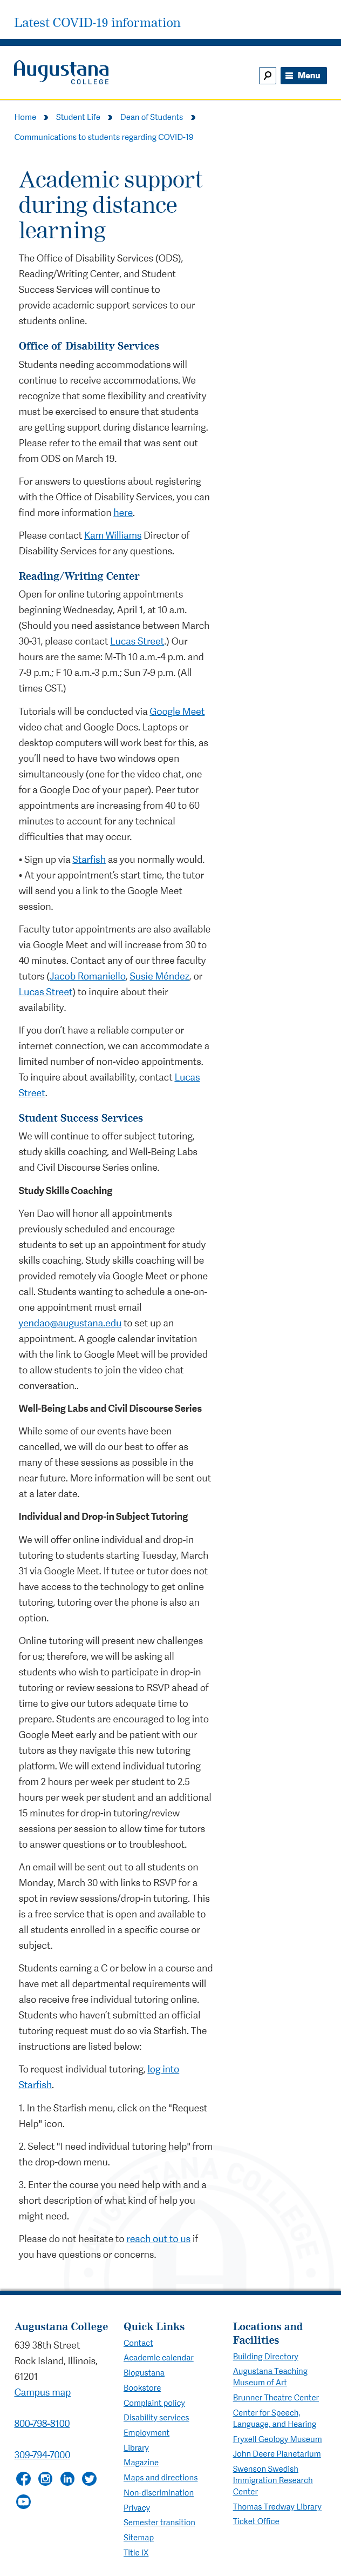 Latest COVID-19 information
Augustana
COLLEGE
Menu
Home Student Life Dean of Students
Communications to students regarding COVID-19
Academic support
during distance
learning
The Office of Disability Services (ODS),
Reading/Writing Center, and Student
Success Services will continue to
provide academic support services to our
students online.
Office of Disability Services
Students needing accommodations will
continue to receive accommodations. We
recognize that some flexibility and creativity
must be exercised to ensure that students
are getting support during distance learning.
Please refer to the email that was sent out
from ODS on March 19.
For answers to questions about registering
with the Office of Disability Services, you can
find more information here.
Please contact Kam Williams Director of
Disability Services for any questions.
Reading/Writing Center
Open for online tutoring appointments
beginning Wednesday, April 1, at 10 a.m.
(Should you need assistance between March
30-31, please contact Lucas Street.) Our
hours are the same: M-Th 10 a.m.-4 p.m. and
7-9 p.m.; F 10 a.m.-3 p.m.; Sun 7-9 p.m. (All
times CST.)
Tutorials will be conducted via Google Meet
video chat and Google Docs. Laptops or
desktop computers will work best for this, as
you'll need to have two windows open
simultaneously (one for the video chat, one
for a Google Doc of your paper). Peer tutor
appointments are increasing from 40 to 60
minutes to account for any technical
difficulties that may occur.
• Sign up via Starfish as you normally would.
• At your appointment's start time, the tutor
will send you a link to the Google Meet
session.
Faculty tutor appointments are also available
via Google Meet and will increase from 30 to
40 minutes. Contact any of our three faculty
tutors (Jacob Romaniello, Susie Méndez, or
Lucas Street) to inquire about their
availability.
If you don't have a reliable computer or
internet connection, we can accommodate a
limited number of non-video appointments.
To inquire about availability, contact Lucas
Street.
Student Success Services
We will continue to offer subject tutoring,
study skills coaching, and Well-Being Labs
and Civil Discourse Series online.
Study Skills Coaching
Yen Dao will honor all appointments
previously scheduled and encourage
students to set up an appointment for study
skills coaching. Study skills coaching will be
provided remotely via Google Meet or phone
call. Students wanting to schedule a one-on-
one appointment must email
yendao@augustana.edu to set up an
appointment. A google calendar invitation
with the link to Google Meet will be provided
to allow students to join the video chat
conversation..
Well-Being Labs and Civil Discourse Series
While some of our events have been
cancelled, we will do our best to offer as
many of these sessions as possible in the
near future. More information will be sent out
at a later date.
Individual and Drop-in Subject Tutoring
We will offer online individual and drop-in
tutoring to students starting Tuesday, March
31 via Google Meet. If tutee or tutor does not
have access to the technology to get online
tutoring, tutoring over the phone is also an
option.
Online tutoring will present new challenges
for us; therefore, we will be asking all
students who wish to participate in drop-in
tutoring or review sessions to RSVP ahead of
time to give our tutors adequate time to
prepare. Students are encouraged to log into
Google Meet early and be patient with our
tutors as they navigate this new tutoring
platform. We will extend individual tutoring
from 2 hours per week per student to 2.5
hours per week per student and an additional
15 minutes for drop-in tutoring/review
sessions per session to allow time for tutors
to answer questions or to troubleshoot.
An email will be sent out to all students on
Monday, March 30 with links to RSVP for a
spot in review sessions/drop-in tutoring. This
is a free service that is open and available to
all students enrolled in a specific course or
subject.
Students earning a C or below in a course and
have met all departmental requirements will
also receive free individual tutoring online.
Students who haven't submitted an official
tutoring request must do so via Starfish. The
instructions are listed below:
To request individual tutoring, log into
Starfish.
1. In the Starfish menu, click on the "Request
Help" icon.
2. Select "I need individual tutoring help" from
the drop-down menu.
3. Enter the course you need help with and a
short description of what kind of help you
might need.
Please do not hesitate to reach out to us if
you have questions or concerns.
Augustana College
639 38th Street
Rock Island, Illinois,
61201
Campus map
800-798-8100
309-794-7000
Quick Links
Contact
Academic calendar
Blogustana
Bookstore
Complaint policy
Disability services
Employment
Library
Magazine
Maps and directions
Non-discrimination
Privacy
Semester transition
Sitemap
Title IX
Locations and
Facilities
Building Directory
Augustana Teaching
Museum of Art
Brunner Theatre Center
Center for Speech,
Language, and Hearing
Fryxell Geology Museum
John Deere Planetarium
Swenson Swedish
Immigration Research
Center
Thomas Tredway Library
Ticket Office